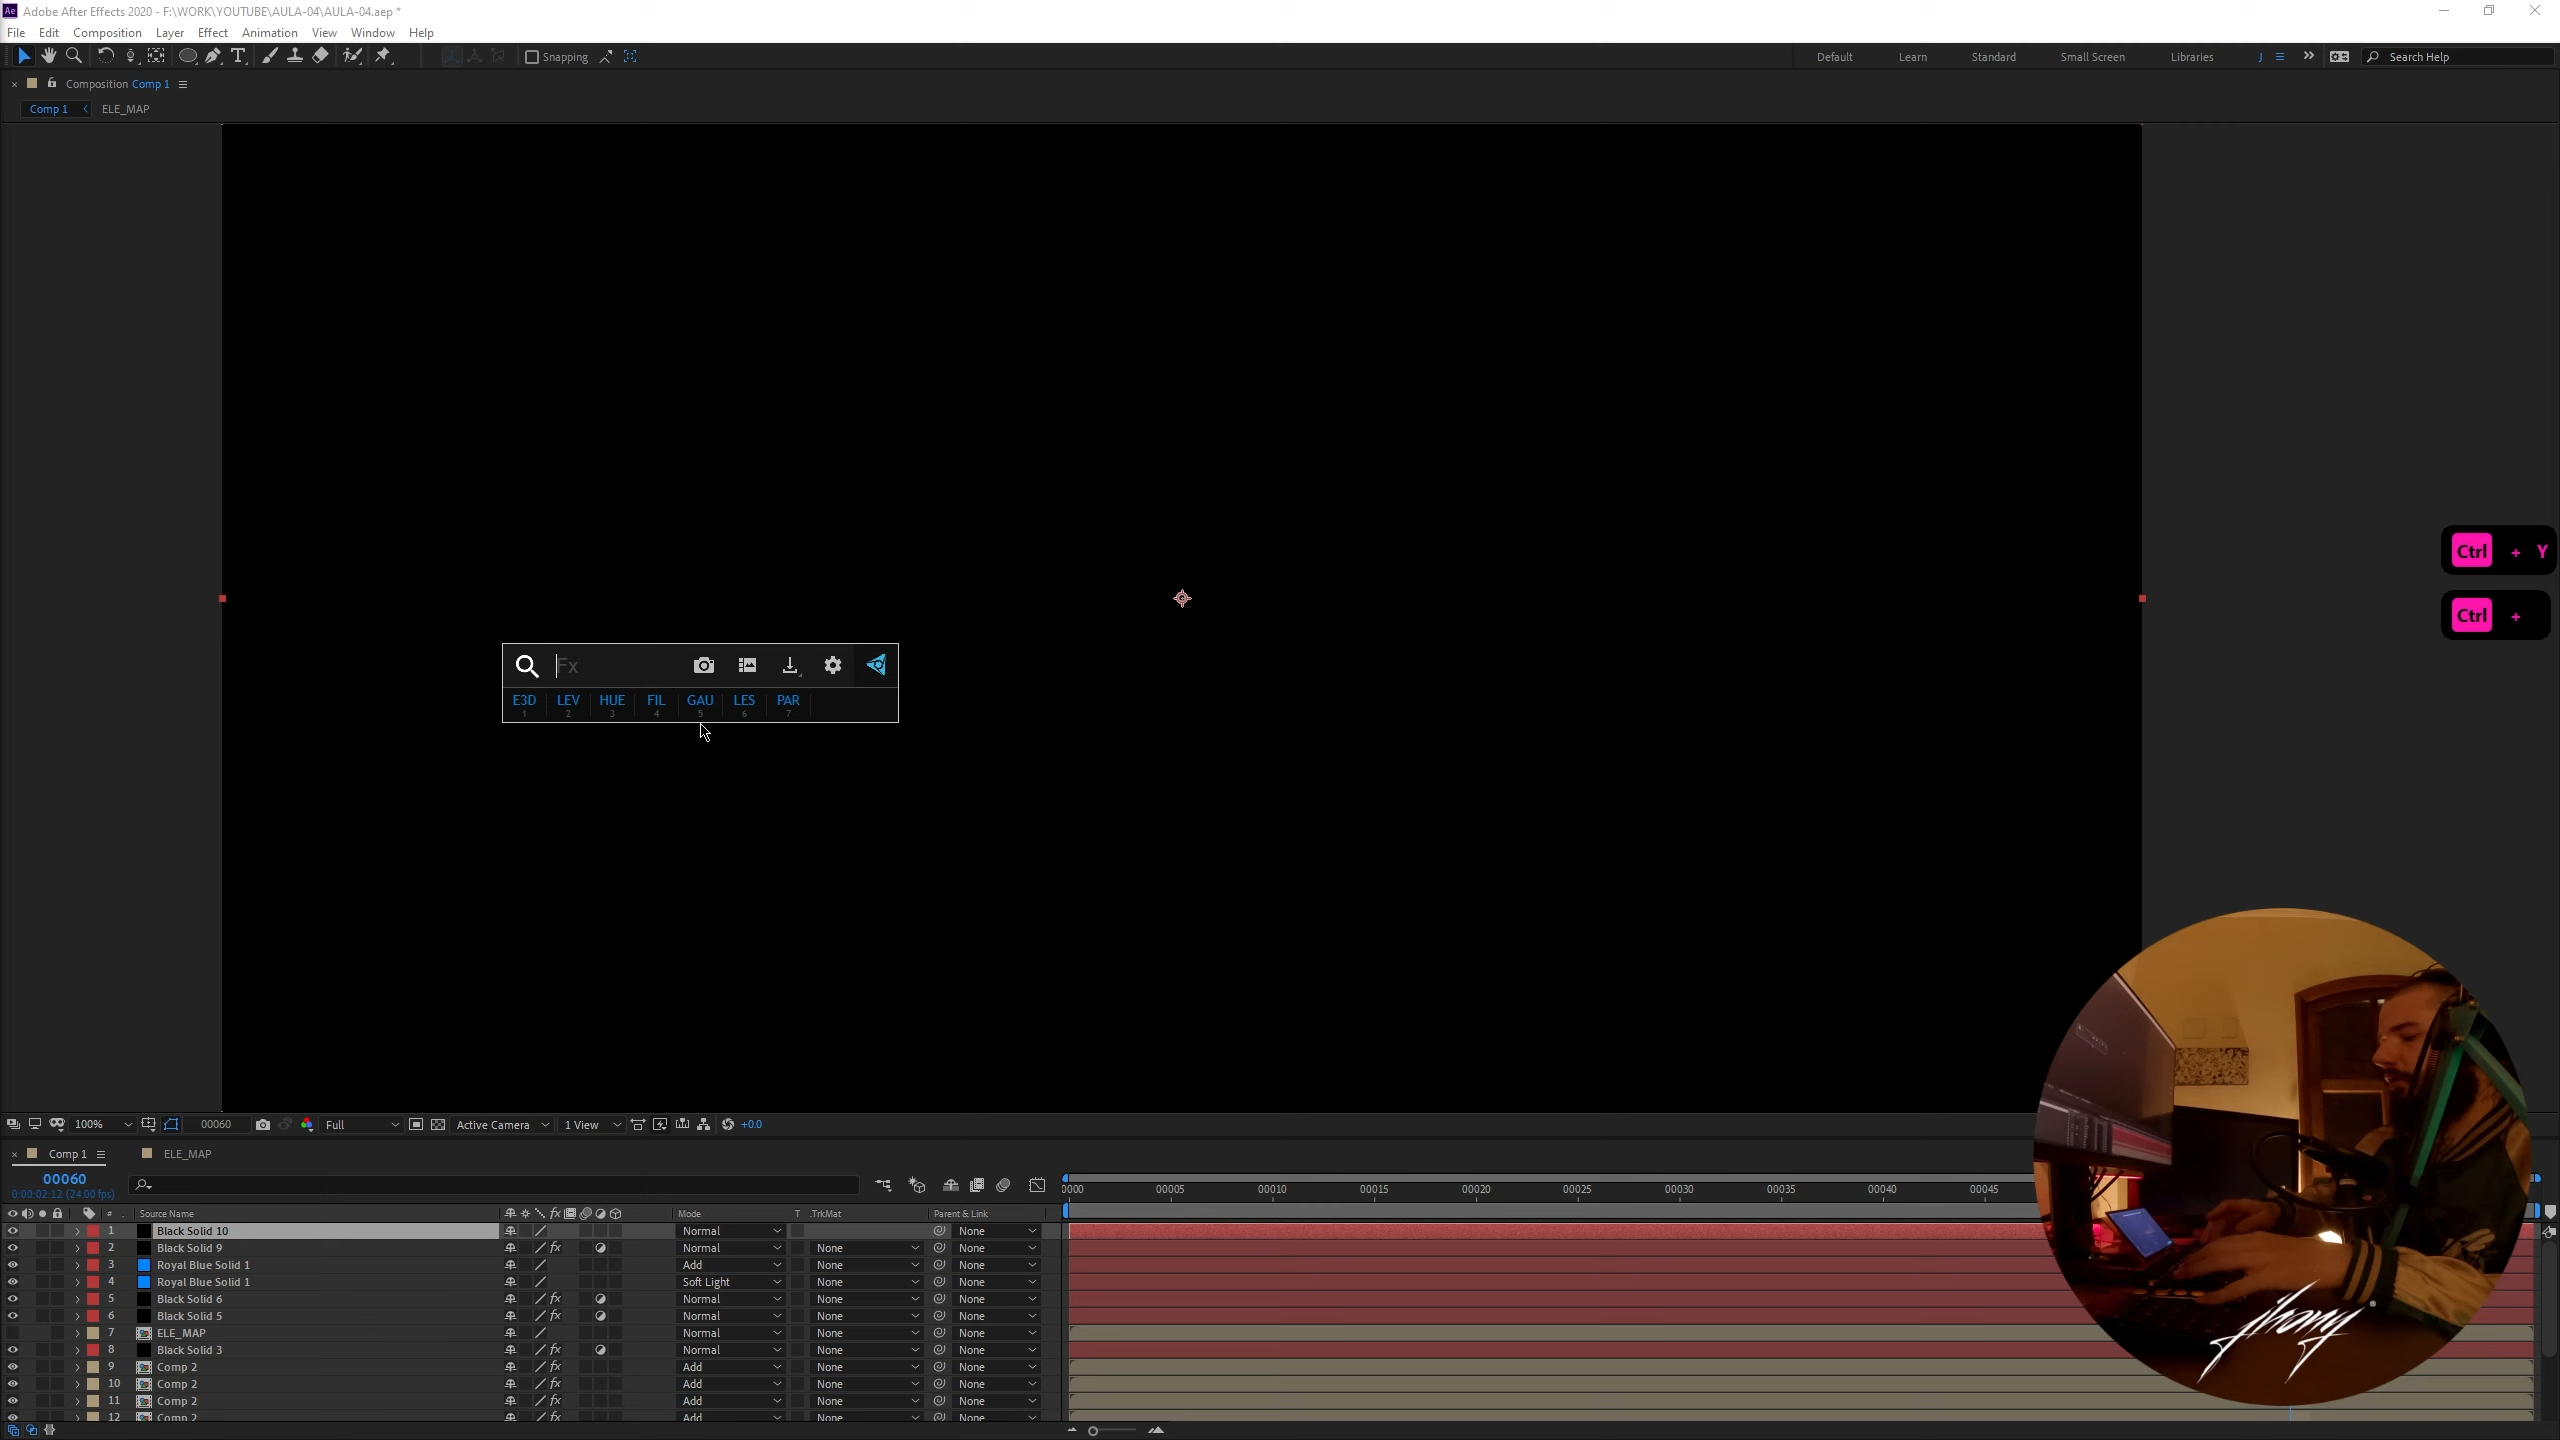 Ae Adobe After Effects 2020 - F:\WORK\YOUTUBE\AULA-04\AULA-04.aep *
File Edit Composition Layer Effect Animation View Window Help
Snapping Default Learn Standard Small Screen Libraries J Search Help
Composition Comp 1
Comp 1 ELE_MAP
Ctrl + Y
Ctrl +
Fx
E3D LEV HUE FIL GAU LES PAR
1 2 3 4 5 6 7
100% 00060 Full Active Camera 1 View +0.0
Comp 1 ELE_MAP
00060
0:00:02:12 (24.00 fps)
0000 00005 00010 00015 00020 00025 00030 00035 00040 00045
# Source Name Mode T .TrkMat Parent & Link
1 Black Solid 10 Normal None
2 Black Solid 9 Normal None None
3 Royal Blue Solid 1 Add None None
4 Royal Blue Solid 1 Soft Light None None
5 Black Solid 6 Normal None None
6 Black Solid 5 Normal None None
7 ELE_MAP Normal None None
8 Black Solid 3 Normal None None
9 Comp 2 Add None None
10 Comp 2 Add None None
11 Comp 2 Add None None
12 Comp 2 Add None None
jhony